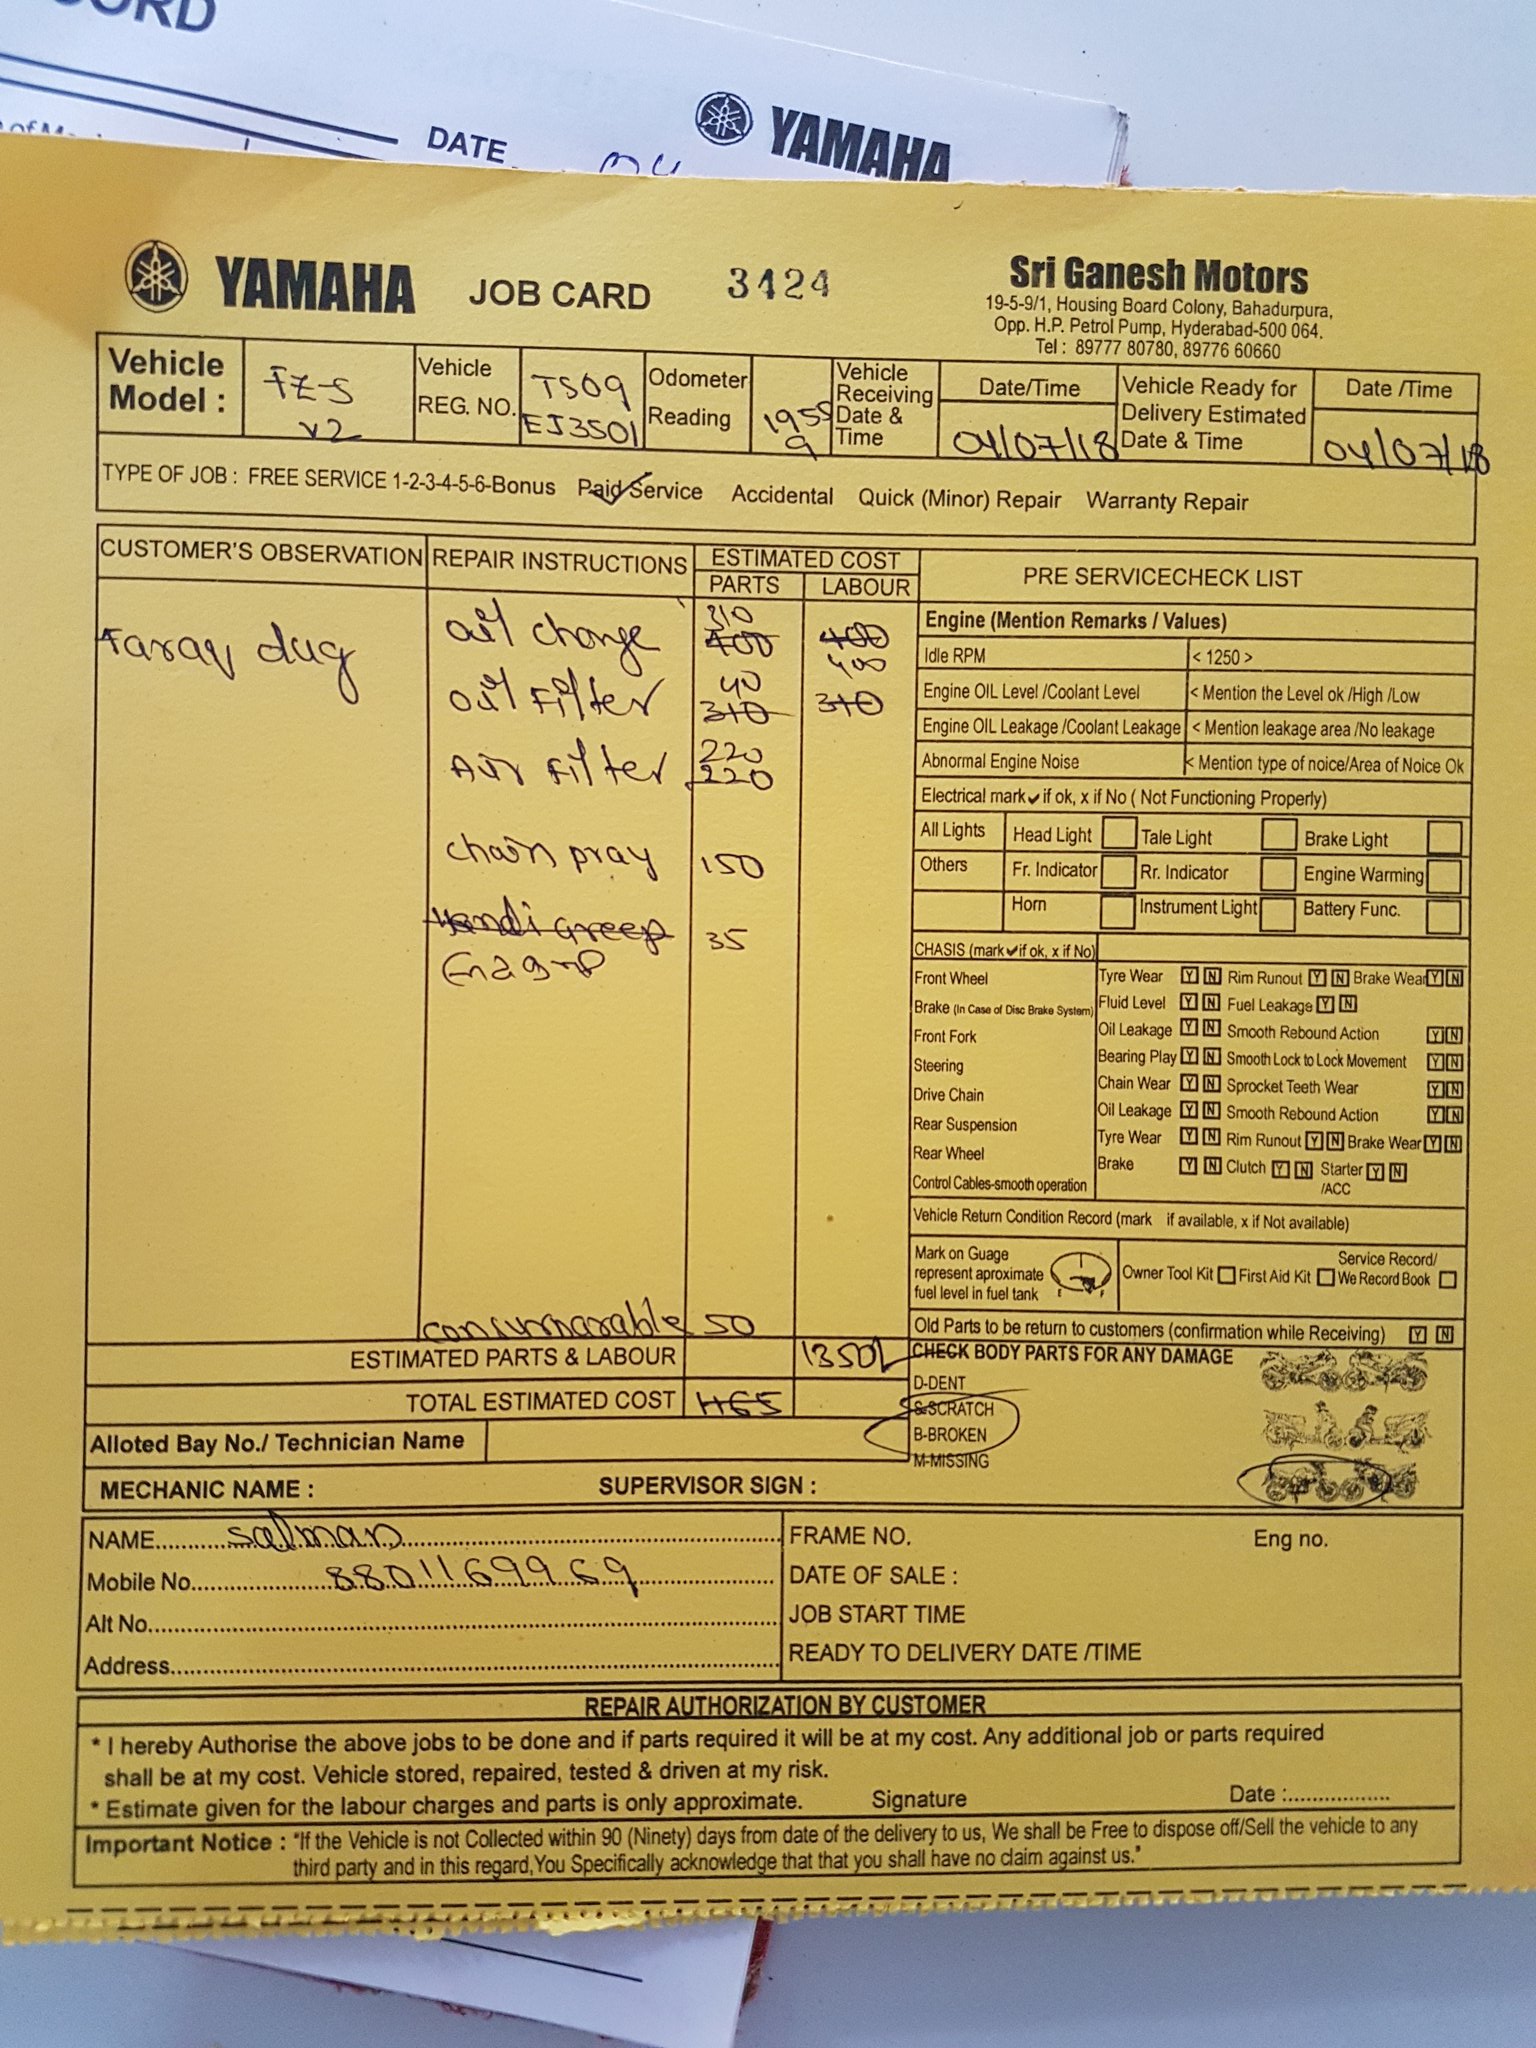 CORD
DATE
YAMAHA
YAMAHA JOB CARD 3424
Sri Ganesh Motors
19-5-9/1, Housing Board Colony, Bahadurpura,
Opp. H.P. Petrol Pump, Hyderabad-500 064.
Tel : 89777 80780, 89776 60660
Vehicle Model : FZ-S V2
Vehicle REG. NO. TS09 EJ3501
Odometer Reading 19559
Vehicle Receiving Date & Time
Date/Time 04/07/18
Vehicle Ready for Delivery Estimated Date & Time
Date /Time 04/07/18
TYPE OF JOB : FREE SERVICE 1-2-3-4-5-6-Bonus Paid Service Accidental Quick (Minor) Repair Warranty Repair
CUSTOMER'S OBSERVATION REPAIR INSTRUCTIONS ESTIMATED COST
PARTS LABOUR
oil change 310 400 400 400
oil Filter 40 310 310
Air Filter 220 220
chain pray 150
Handi Greep 35
consumarable 50
ESTIMATED PARTS & LABOUR 1350
TOTAL ESTIMATED COST 1165
Alloted Bay No./ Technician Name
MECHANIC NAME : SUPERVISOR SIGN :
PRE SERVICECHECK LIST
Engine (Mention Remarks / Values)
Idle RPM < 1250 >
Engine OIL Level /Coolant Level < Mention the Level ok /High /Low
Engine OIL Leakage /Coolant Leakage < Mention leakage area /No leakage
Abnormal Engine Noise < Mention type of noice/Area of Noice Ok
Electrical mark ✓ if ok, x if No ( Not Functioning Properly)
All Lights Head Light Tale Light Brake Light
Others Fr. Indicator Rr. Indicator Engine Warming
Horn Instrument Light Battery Func.
CHASIS (mark ✓ if ok, x if No)
Front Wheel Tyre Wear Y N Rim Runout Y N Brake Wear Y N
Brake (In Case of Disc Brake System) Fluid Level Y N Fuel Leakage Y N
Front Fork Oil Leakage Y N Smooth Rebound Action Y N
Steering Bearing Play Y N Smooth Lock to Lock Movement Y N
Drive Chain Chain Wear Y N Sprocket Teeth Wear Y N
Rear Suspension Oil Leakage Y N Smooth Rebound Action Y N
Rear Wheel Tyre Wear Y N Rim Runout Y N Brake Wear Y N
Control Cables-smooth operation Brake Y N Clutch Y N Starter /ACC Y N
Vehicle Return Condition Record (mark if available, x if Not available)
Mark on Guage
represent aproximate
fuel level in fuel tank
E F
Owner Tool Kit First Aid Kit Service Record/ We Record Book
Old Parts to be return to customers (confirmation while Receiving) Y N
CHECK BODY PARTS FOR ANY DAMAGE
D-DENT
S-SCRATCH
B-BROKEN
M-MISSING
NAME salman
Mobile No. 8801169969
Alt No.
Address
FRAME NO. Eng no.
DATE OF SALE :
JOB START TIME
READY TO DELIVERY DATE /TIME
REPAIR AUTHORIZATION BY CUSTOMER
* I hereby Authorise the above jobs to be done and if parts required it will be at my cost. Any additional job or parts required
shall be at my cost. Vehicle stored, repaired, tested & driven at my risk.
* Estimate given for the labour charges and parts is only approximate. Signature Date :
Important Notice : "If the Vehicle is not Collected within 90 (Ninety) days from date of the delivery to us, We shall be Free to dispose off/Sell the vehicle to any
third party and in this regard,You Specifically acknowledge that that you shall have no claim against us."